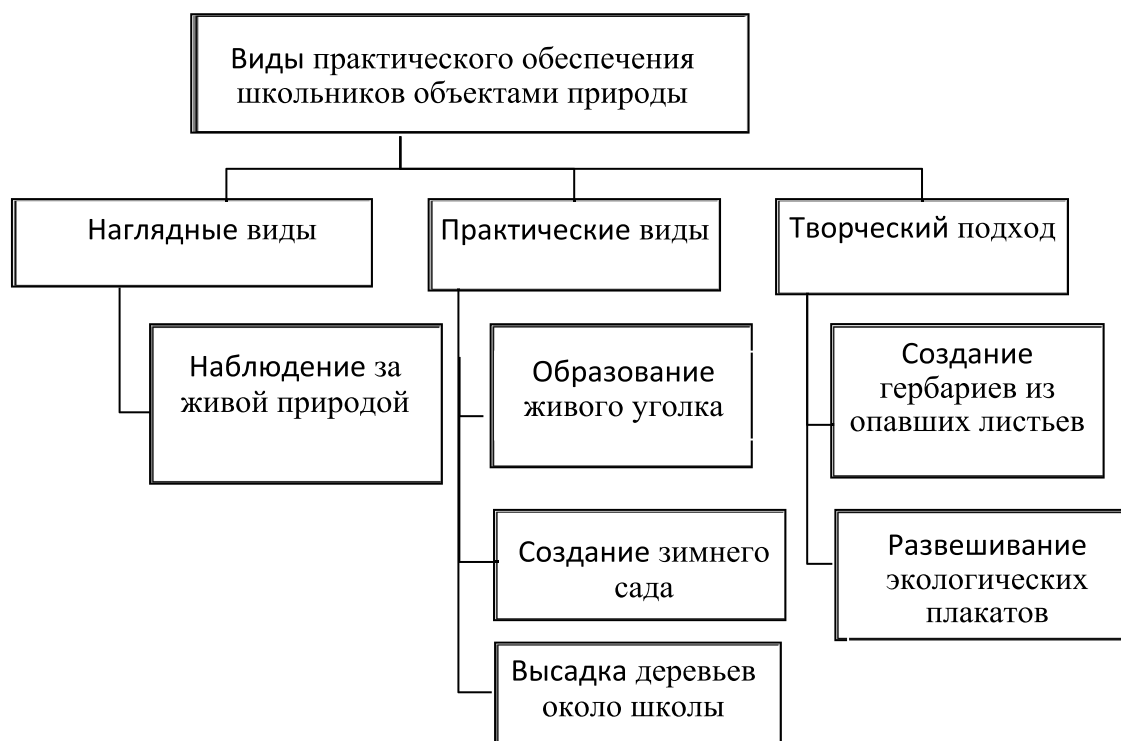 Виды практического обеспечения
школьников объектами природы
Наглядные виды
Практические виды
Творческий подход
Наблюдение за
живой природой
Образование
живого уголка
Создание
гербариев из
опавших листьев
Создание зимнего
сада
Развешивание
экологических
плакатов
Высадка деревьев
около школы